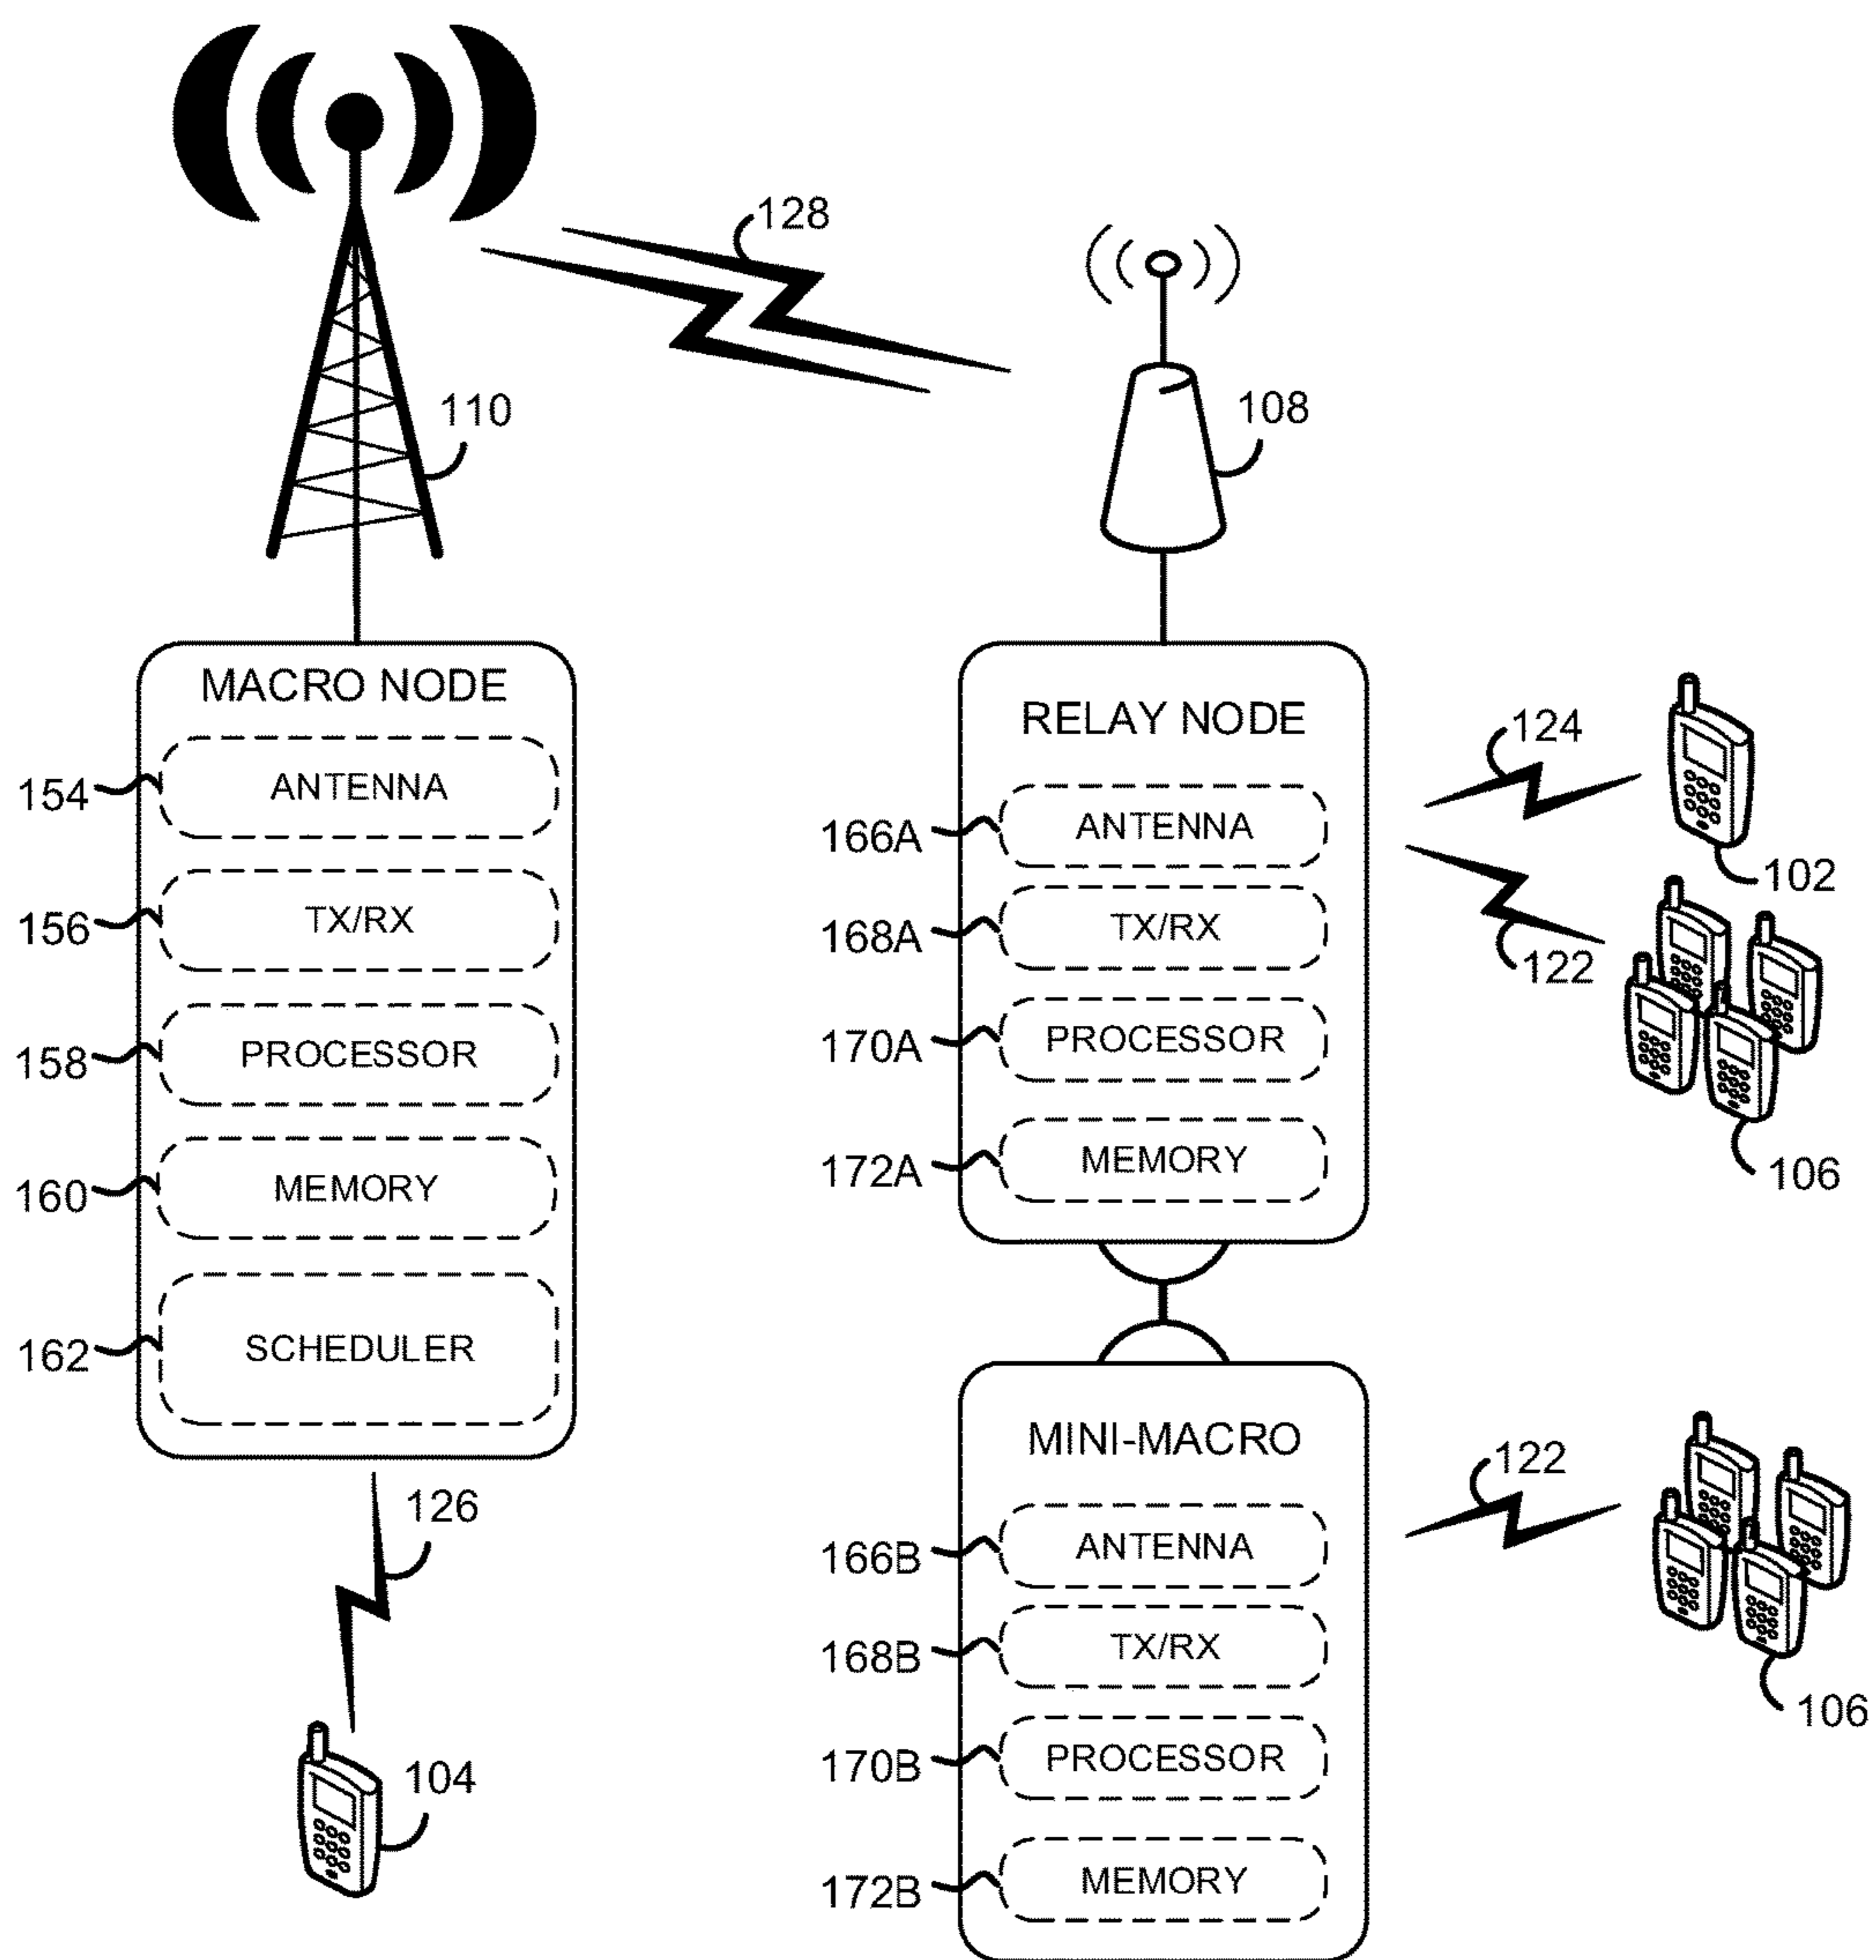 128
110
108
MACRO NODE
154
ANTENNA
156
TX/RX
158
PROCESSOR
160
MEMORY
162
SCHEDULER
126
104
RELAY NODE
166A
ANTENNA
168A
TX/RX
170A
PROCESSOR
172A
MEMORY
124
102
122
106
MINI-MACRO
166B
ANTENNA
168B
TX/RX
170B
PROCESSOR
172B
MEMORY
122
106